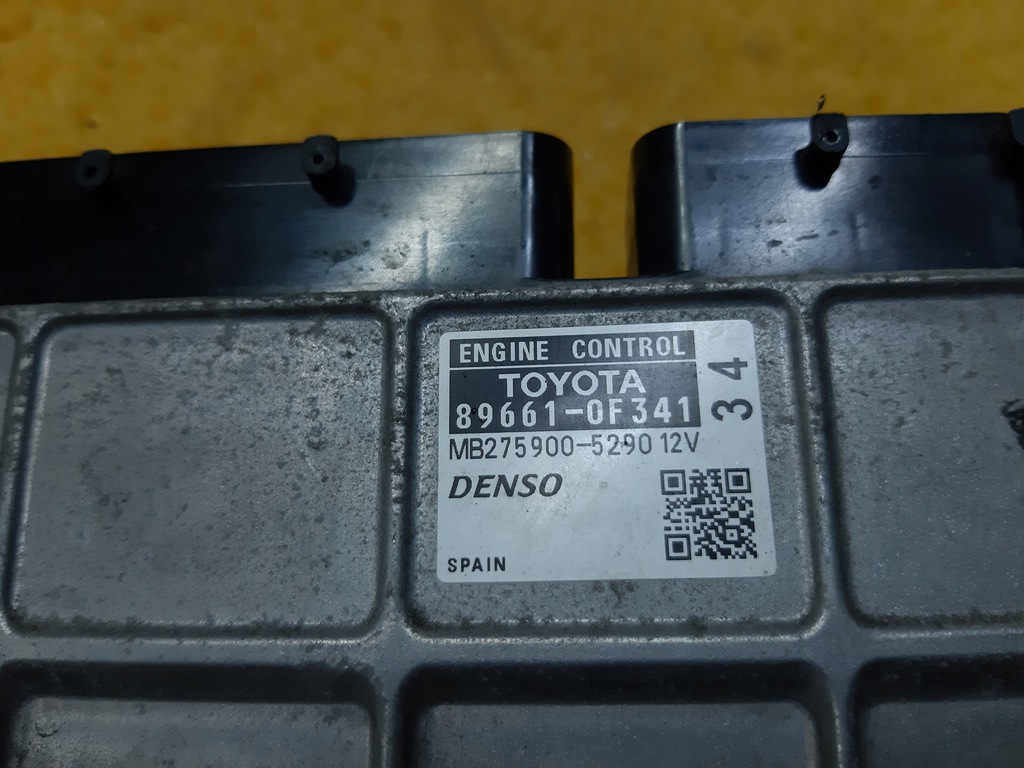 ENGINE CONTROL
TOYOTA
89661-0F341
34
MB275900-5290 12V
DENSO
SPAIN